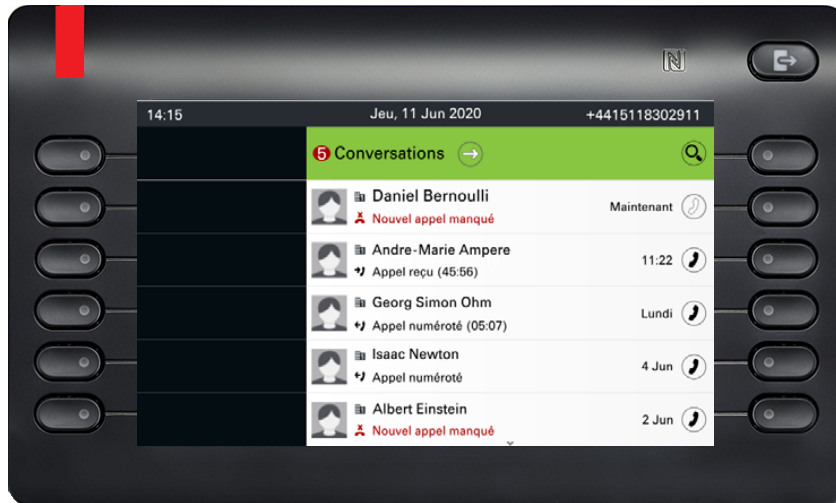 14:15 Jeu, 11 Jun 2020 +4415118302911
5 Conversations
Daniel Bernoulli
Nouvel appel manqué Maintenant
Andre-Marie Ampere
Appel reçu (45:56) 11:22
Georg Simon Ohm
Appel numéroté (05:07) Lundi
Isaac Newton
Appel numéroté 4 Jun
Albert Einstein
Nouvel appel manqué 2 Jun